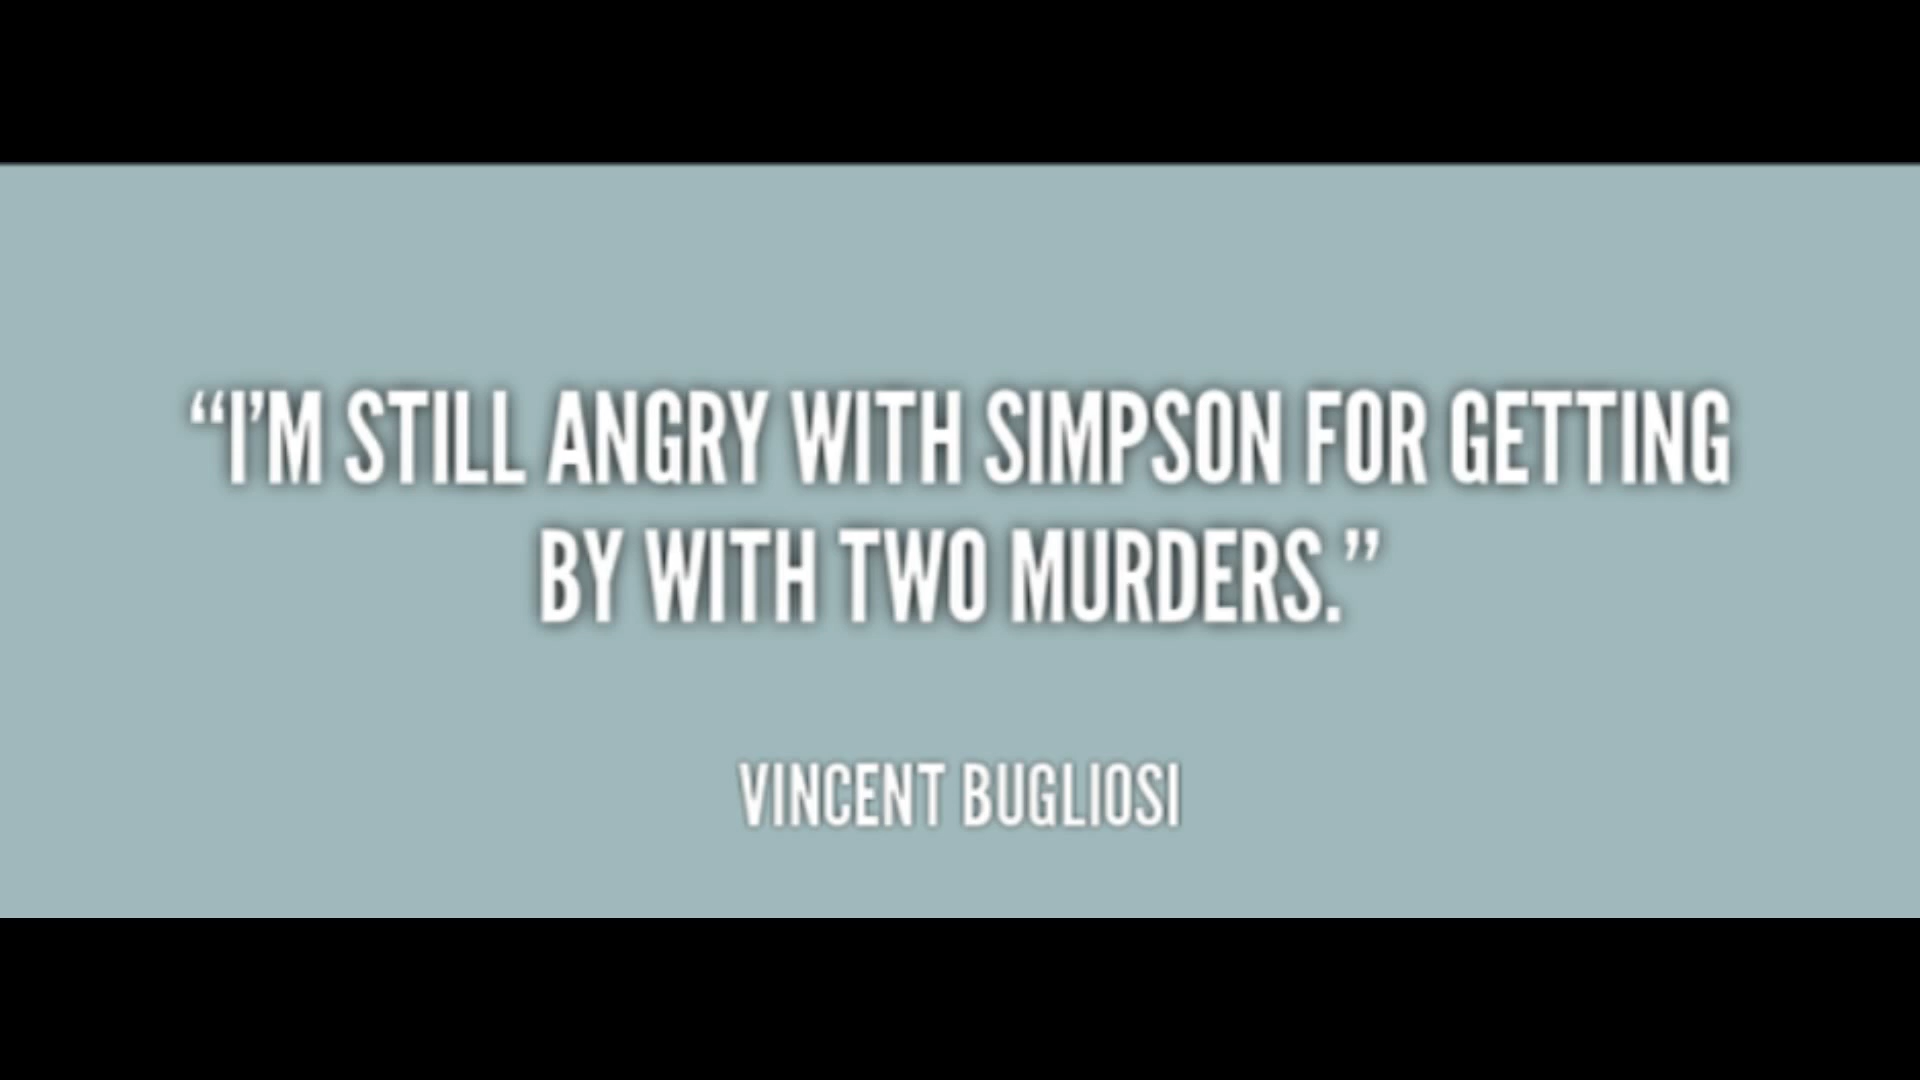 “I’M STILL ANGRY WITH SIMPSON FOR GETTING
BY WITH TWO MURDERS.”
VINCENT BUGLIOSI